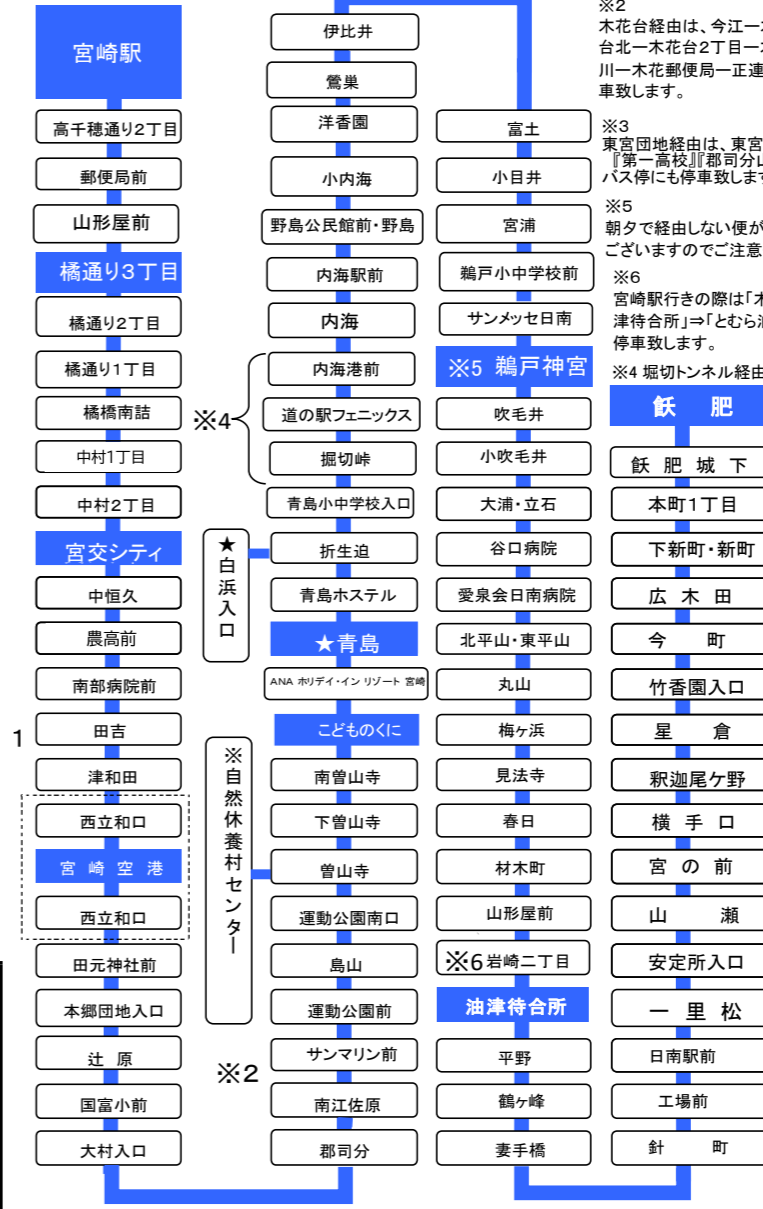 宮崎駅
高千穂通り2丁目
郵便局前
山形屋前
橘通り3丁目
橘通り2丁目
橘通り1丁目
橘橋南詰
中村1丁目
中村2丁目
宮交シティ
中恒久
農高前
南部病院前
1
田吉
津和田
西立和口
宮崎空港
西立和口
田元神社前
本郷団地入口
辻原
国富小前
大村入口
伊比井
鶯巣
洋香園
小内海
野島公民館前・野島
内海駅前
内海
※4
内海港前
道の駅フェニックス
掘切峠
青島小中学校入口
★白浜入口
折生迫
青島ホステル
★青島
ANA ホリデイ・イン リゾート 宮崎
こどものくに
※自然休養村センター
南曽山寺
下曽山寺
曽山寺
運動公園南口
島山
運動公園前
※2
サンマリン前
南江佐原
郡司分
富土
小目井
宮浦
鵜戸小中学校前
サンメッセ日南
※5 鵜戸神宮
吹毛井
小吹毛井
大浦・立石
谷口病院
愛泉会日南病院
北平山・東平山
丸山
梅ヶ浜
見法寺
春日
材木町
山形屋前
※6岩崎二丁目
油津待合所
平野
鶴ヶ峰
妻手橋
※2
木花台経由は、今江ー木
台北ー木花台2丁目ー木
川ー木花郵便局ー正連
車致します。
※3
東宮団地経由は、東宮
『第一高校』『郡司分山
バス停にも停車致します
※5
朝夕で経由しない便が
ございますのでご注意
※6
宮崎駅行きの際は「木
津待合所」⇒「とむら油
停車致します。
※4 堀切トンネル経由
飫肥
飫肥城下
本町1丁目
下新町・新町
広木田
今町
竹香園入口
星倉
釈迦尾ケ野
横手口
宮の前
山瀬
安定所入口
一里松
日南駅前
工場前
針町